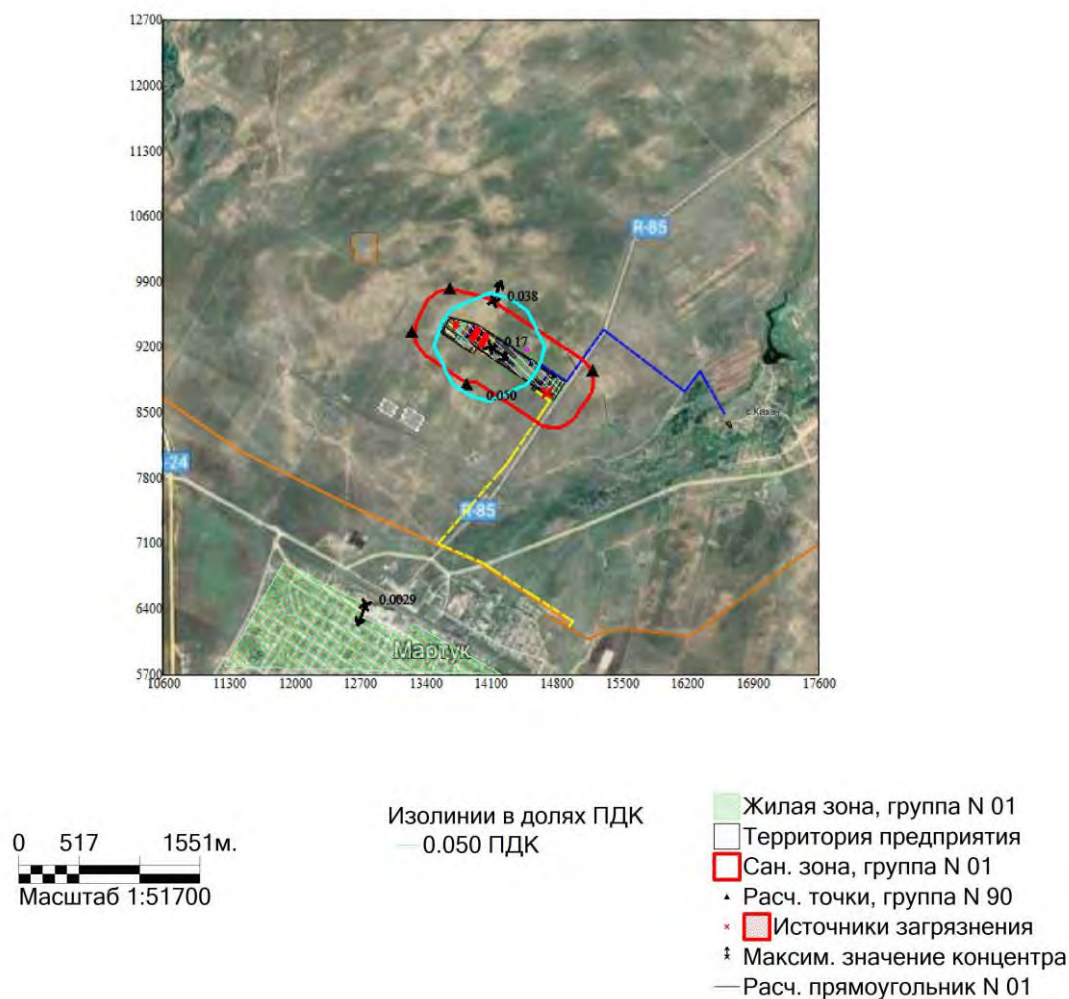 12700
12000
11300
10600
9900
9200
8500
7800
7100
6400
5700
10600 11300 12000 12700 13400 14100 14800 15500 16200 16900 17600
R-85
0.038
0.17
0.050
с. Казан
-24
R-85
0.0029
Мартук
0 517 1551м.
Масштаб 1:51700
Изолинии в долях ПДК
0.050 ПДК
Жилая зона, группа N 01
Территория предприятия
Сан. зона, группа N 01
Расч. точки, группа N 90
Источники загрязнения
Максим. значение концентра
Расч. прямоугольник N 01